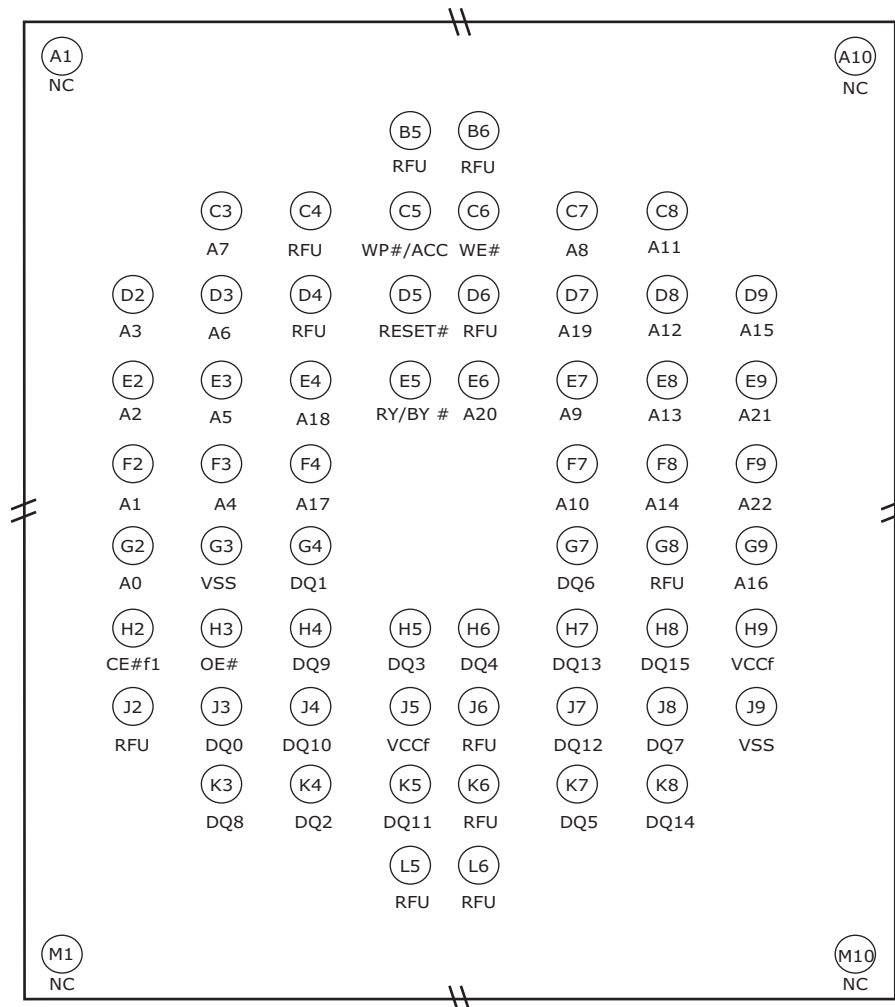 A1 A10
NC NC
B5 B6
RFU RFU
C3 C4 C5 C6 C7 C8
A7 RFU WP#/ACC WE# A8 A11
D2 D3 D4 D5 D6 D7 D8 D9
A3 A6 RFU RESET# RFU A19 A12 A15
E2 E3 E4 E5 E6 E7 E8 E9
A2 A5 A18 RY/BY # A20 A9 A13 A21
F2 F3 F4 F7 F8 F9
A1 A4 A17 A10 A14 A22
G2 G3 G4 G7 G8 G9
A0 VSS DQ1 DQ6 RFU A16
H2 H3 H4 H5 H6 H7 H8 H9
CE#f1 OE# DQ9 DQ3 DQ4 DQ13 DQ15 VCCf
J2 J3 J4 J5 J6 J7 J8 J9
RFU DQ0 DQ10 VCCf RFU DQ12 DQ7 VSS
K3 K4 K5 K6 K7 K8
DQ8 DQ2 DQ11 RFU DQ5 DQ14
L5 L6
RFU RFU
M1 M10
NC NC